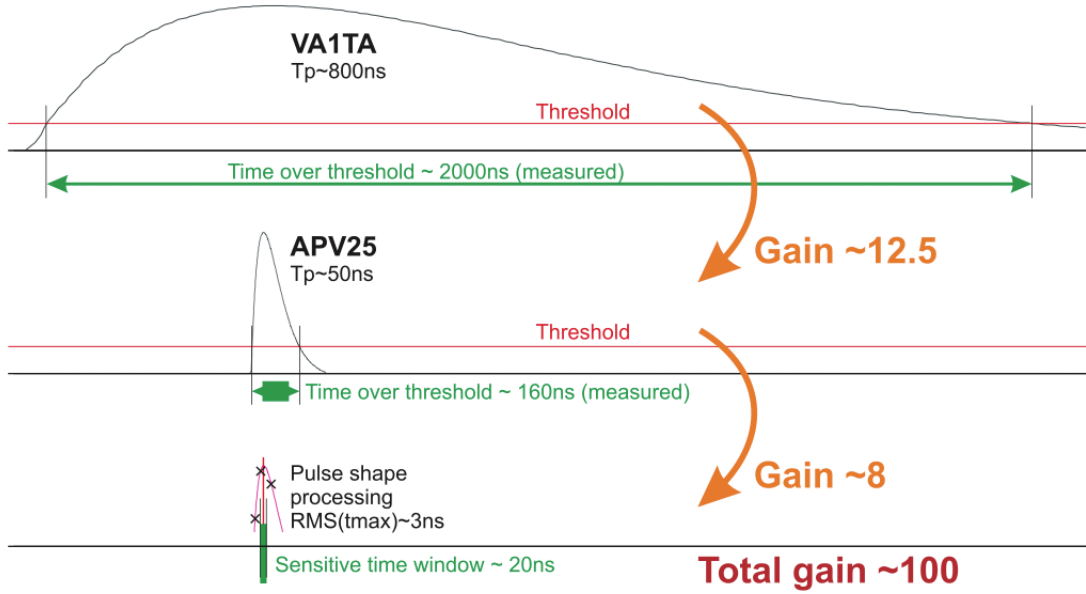 VA1TA
Tp~800ns
Threshold
Time over threshold ~ 2000ns (measured)
Gain ~12.5
APV25
Tp~50ns
Threshold
Time over threshold ~ 160ns (measured)
Gain ~8
Pulse shape
processing
RMS(tmax)~3ns
Sensitive time window ~ 20ns
Total gain ~100